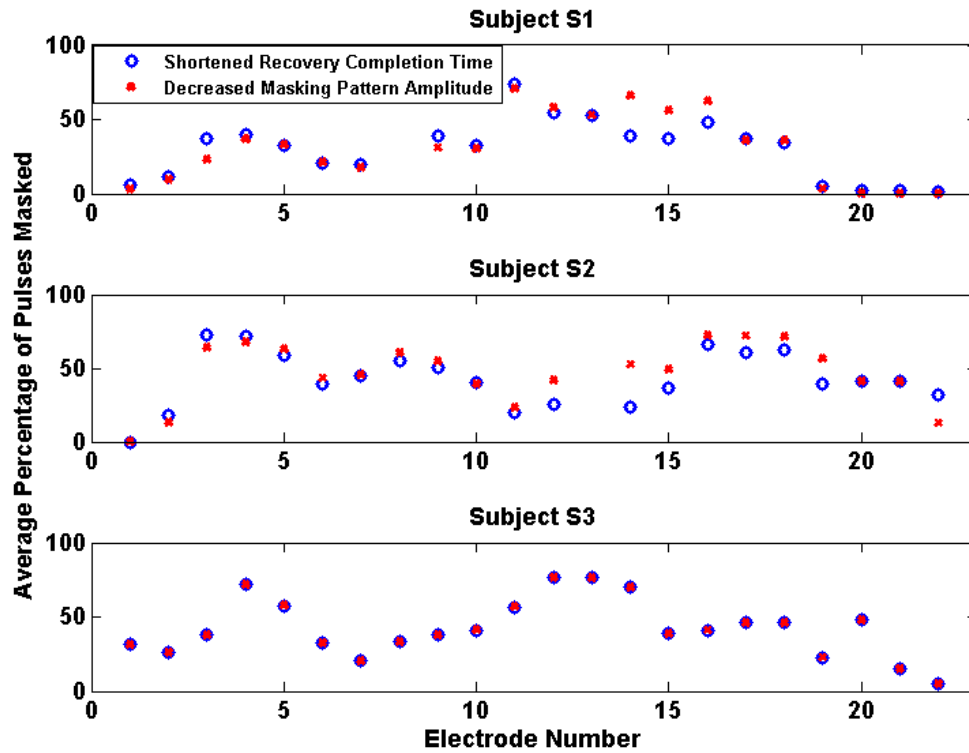 Subject S1
Shortened Recovery Completion Time
Decreased Masking Pattern Amplitude
100
50
0
0 5 10 15 20
Subject S2
100
50
0
0 5 10 15 20
Subject S3
100
50
0
0 5 10 15 20
Average Percentage of Pulses Masked
Electrode Number